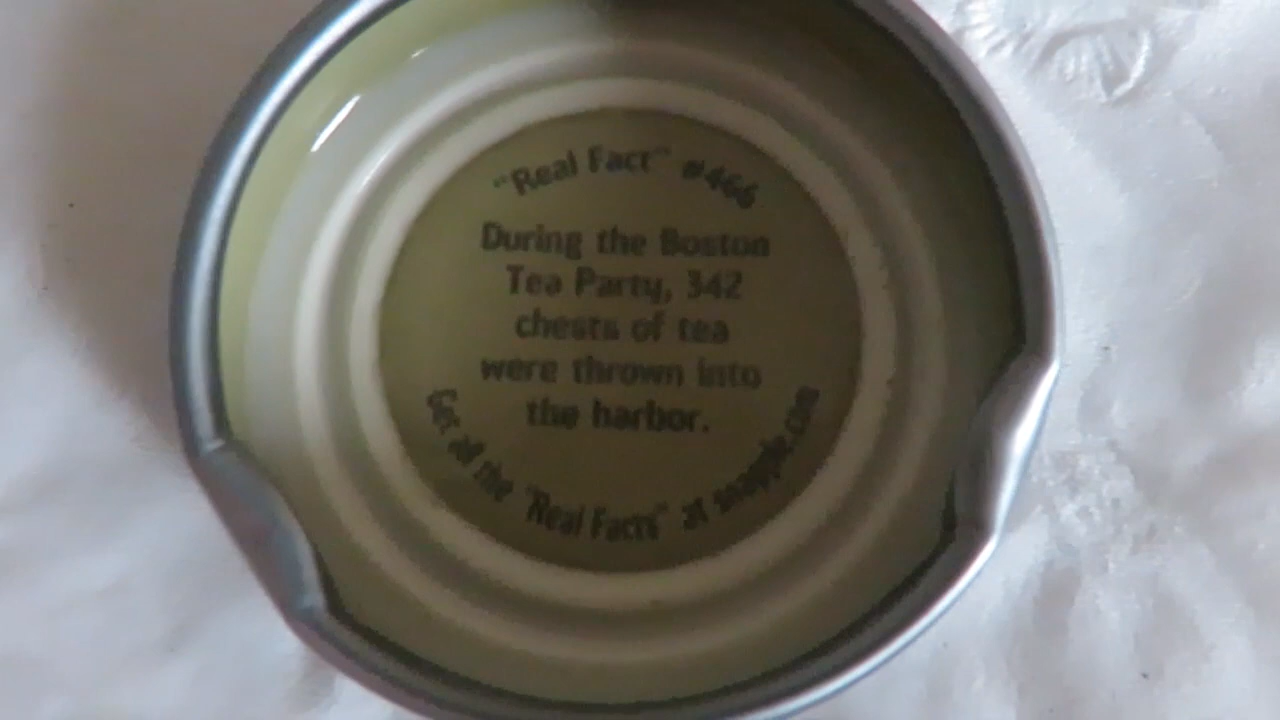 "Real Fact" #466
During the Boston
Tea Party, 342
chests of tea
were thrown into
the harbor.
Get all the "Real Facts" at snapple.com